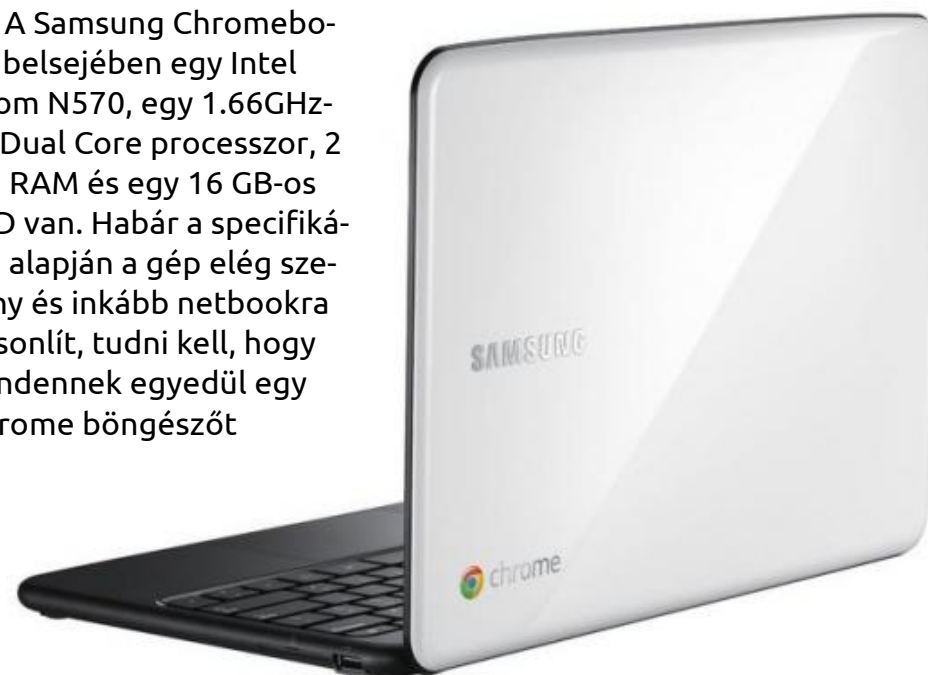 A Samsung Chromebo-
belsejében egy Intel
om N570, egy 1.66GHz-
Dual Core processzor, 2
RAM és egy 16 GB-os
D van. Habár a specifiká-
alapján a gép elég sze-
ny és inkább netbookra
sonlít, tudni kell, hogy
ndennek egyedül egy
rome böngészőt
SAMSUNG
chrome